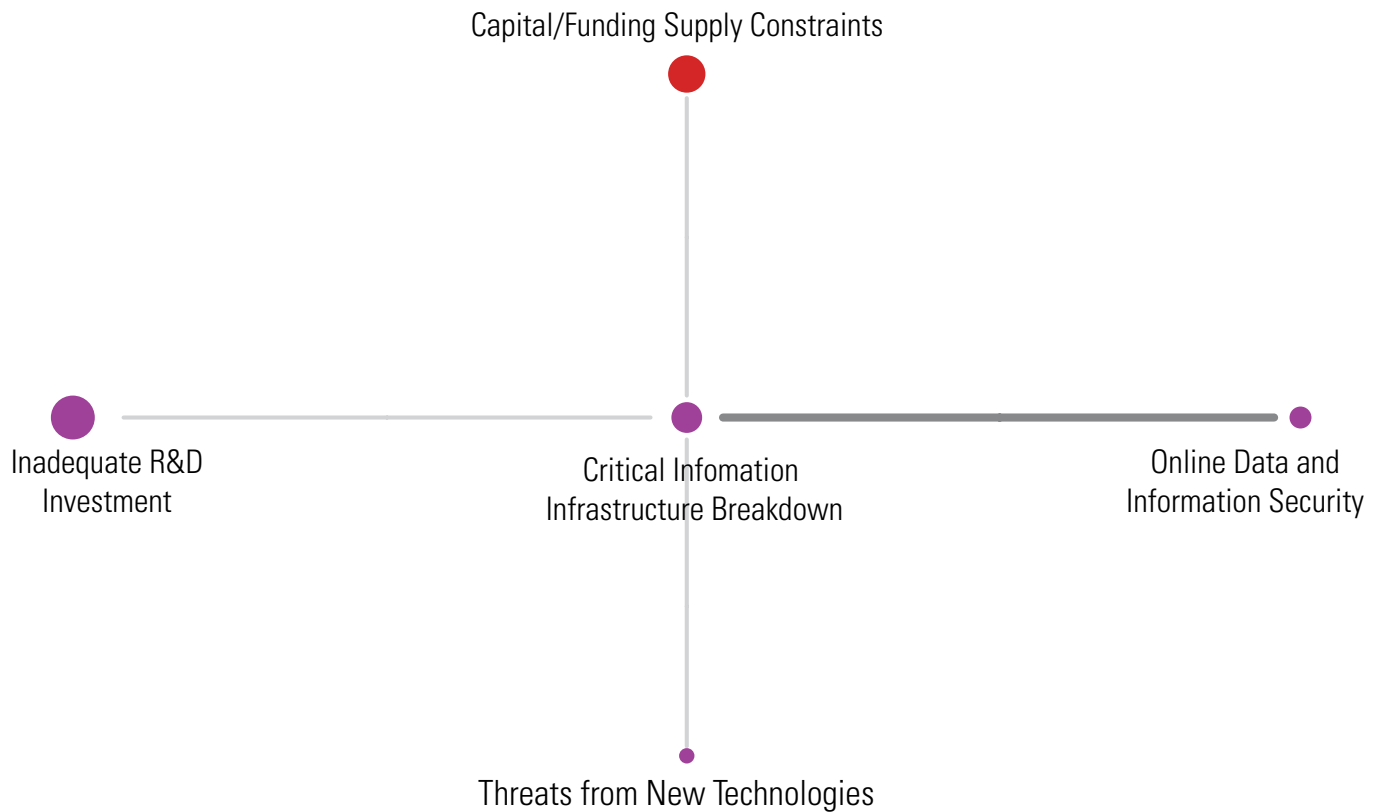 Capital/Funding Supply Constraints
Inadequate R&D
Investment
Critical Infomation
Infrastructure Breakdown
Online Data and
Information Security
Threats from New Technologies